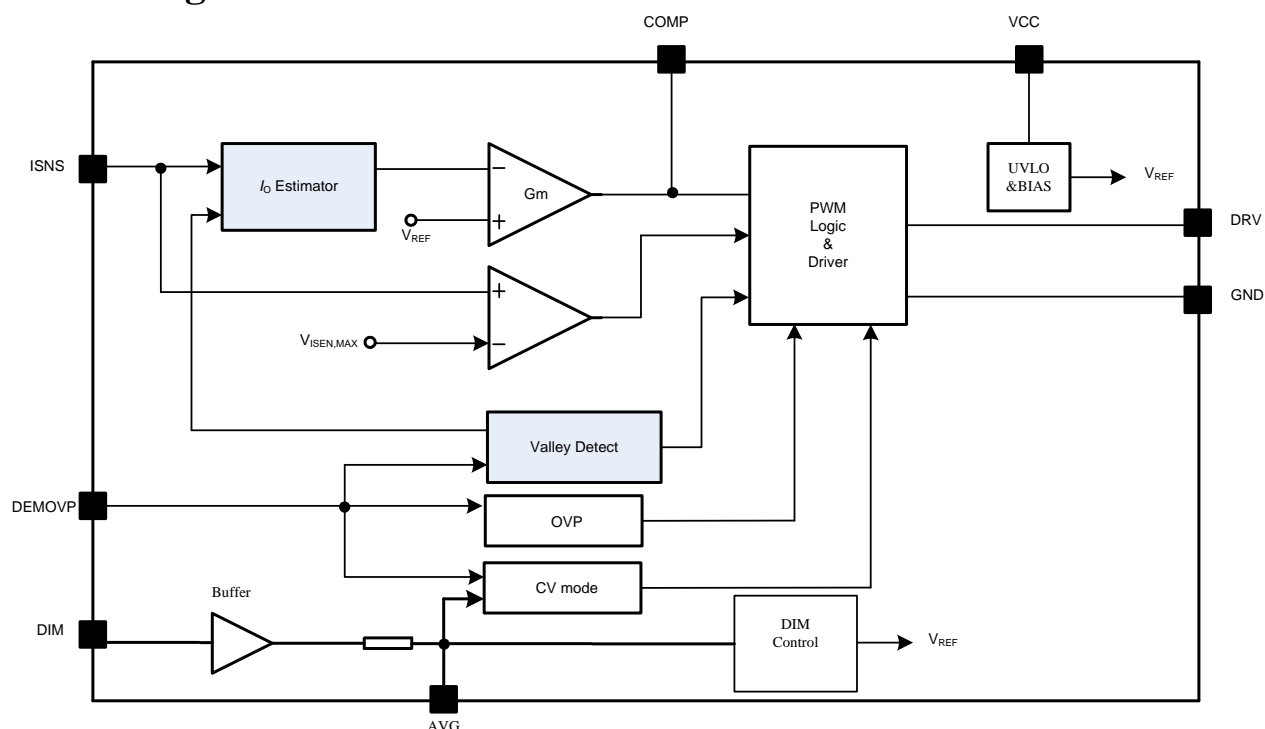 COMP
VCC
ISNS
IO Estimator
Gm
VREF
PWM
Logic
&
Driver
UVLO
&BIAS
VREF
DRV
GND
VISEN,MAX
Valley Detect
DEMOVP
OVP
CV mode
Buffer
DIM
DIM
Control
VREF
AVG